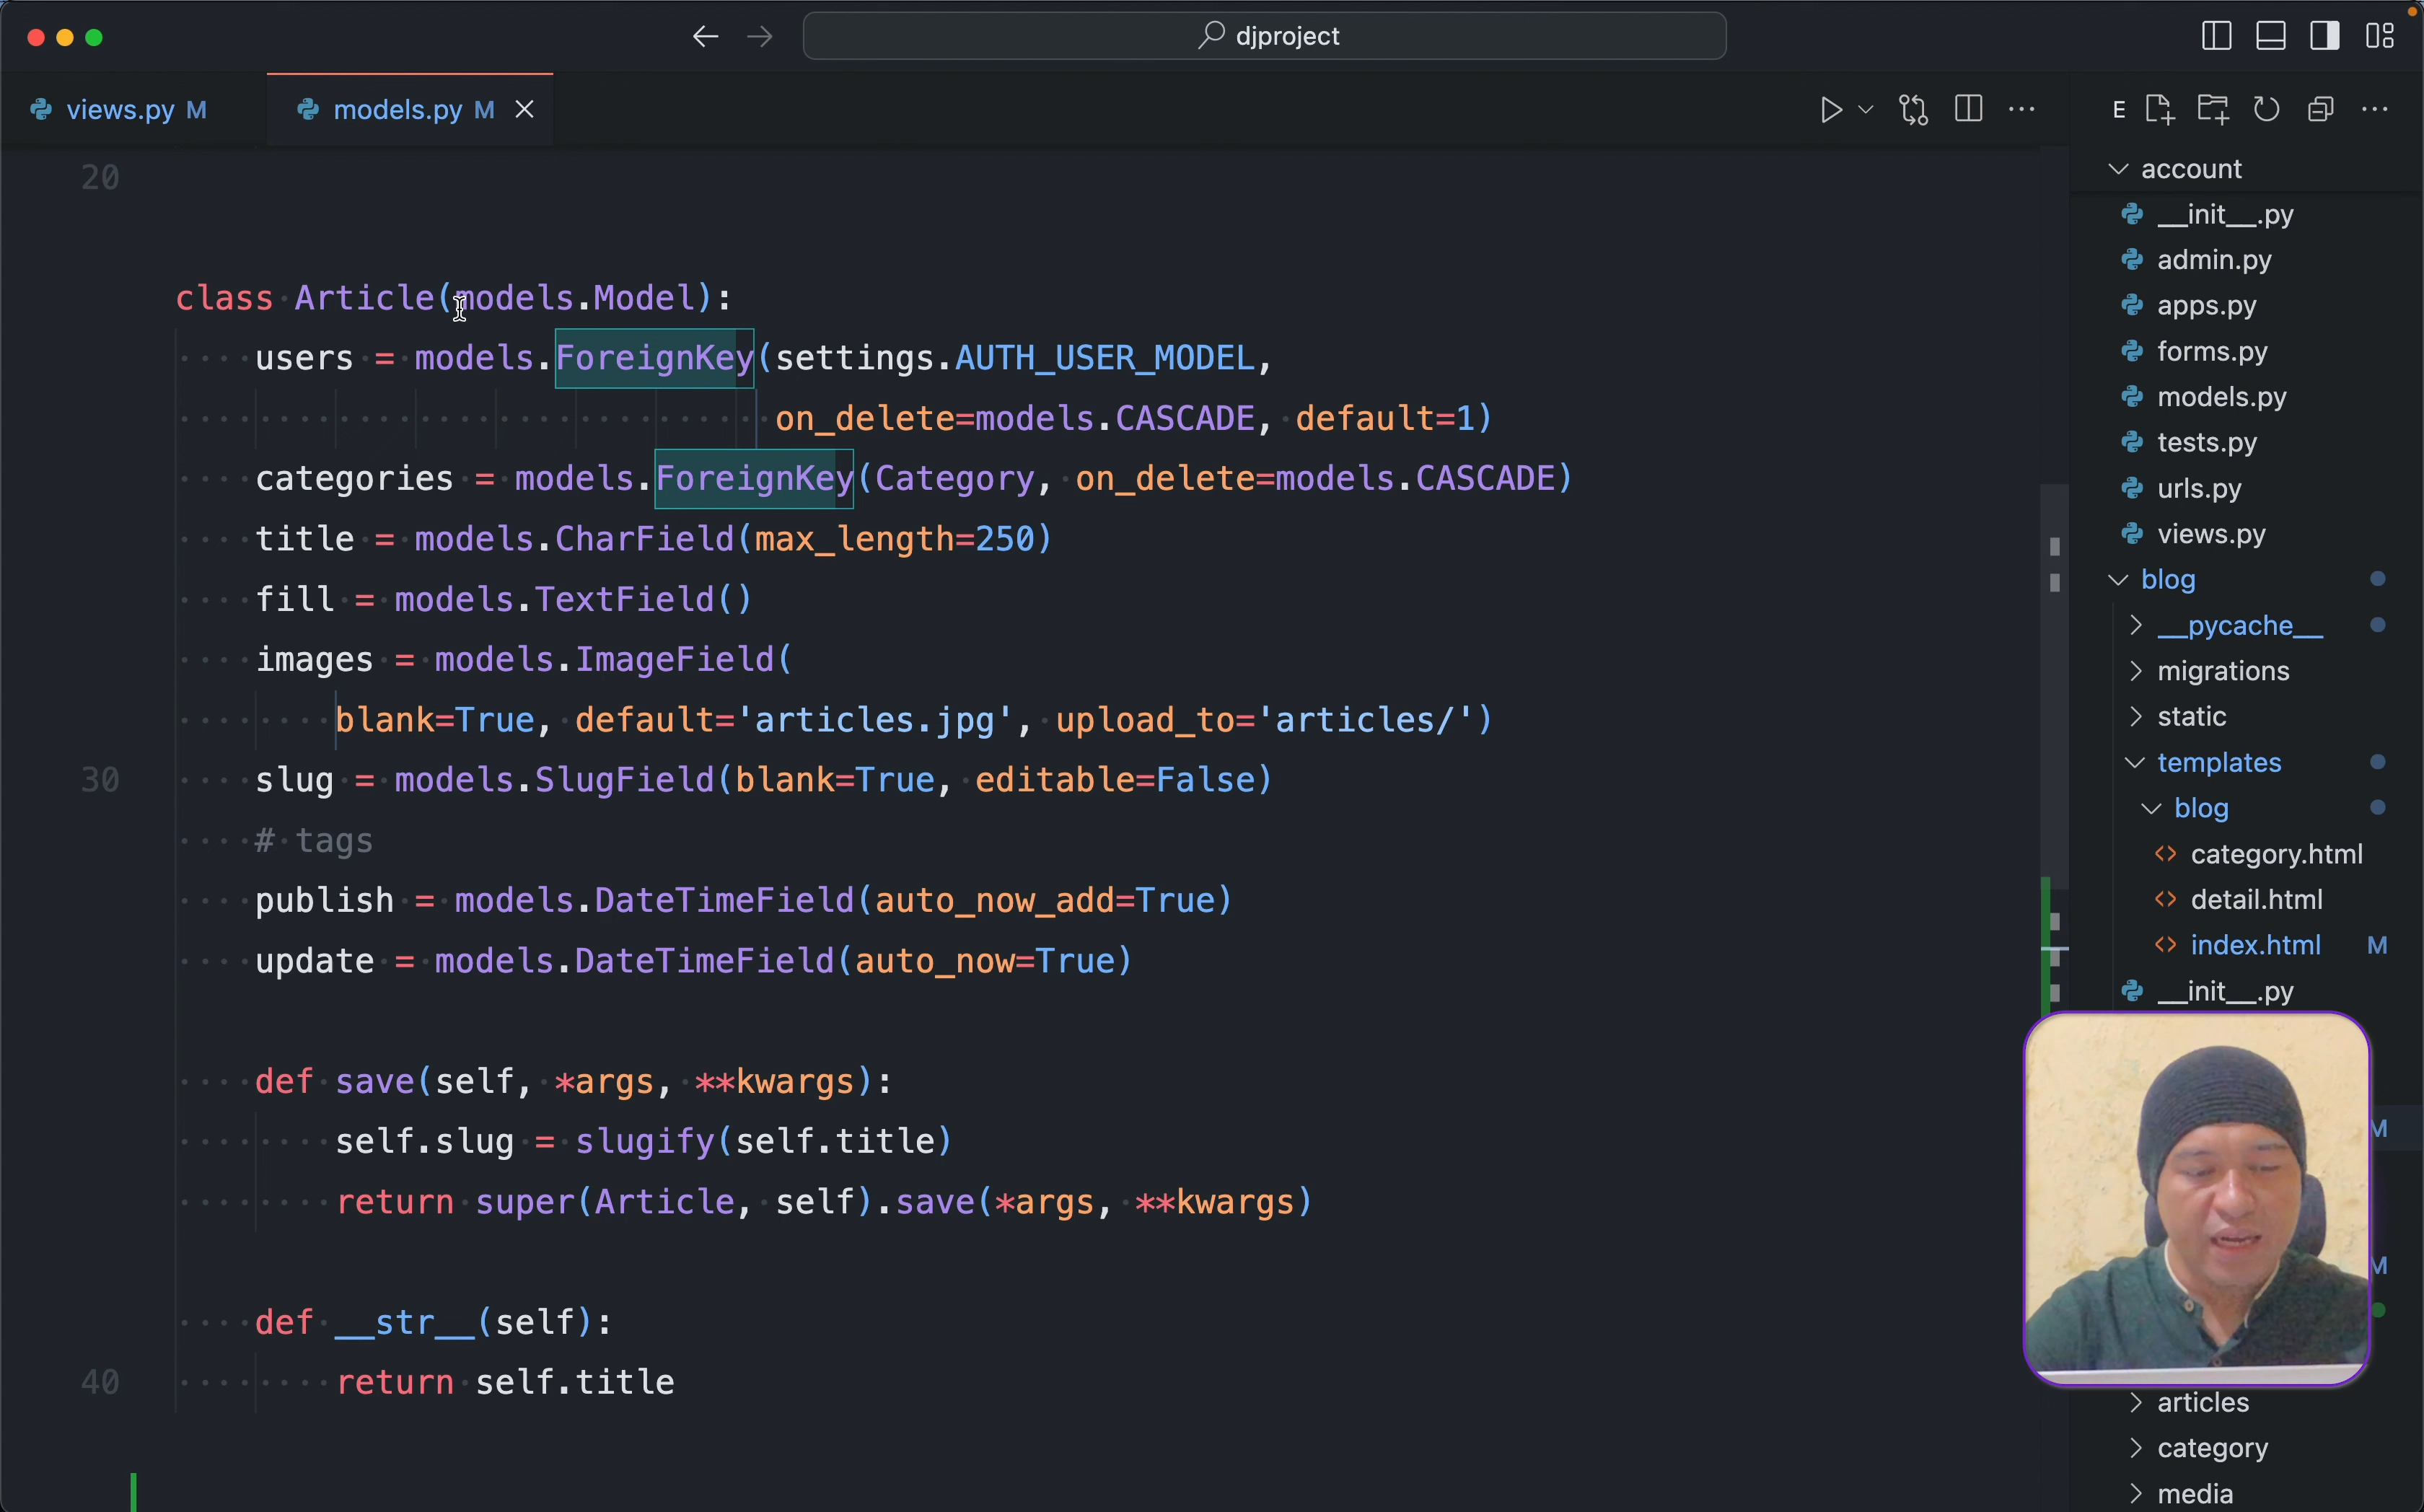 djproject
views.py M
models.py M
E
20
class Article(models.Model):
users = models.ForeignKey(settings.AUTH_USER_MODEL,
on_delete=models.CASCADE, default=1)
categories = models.ForeignKey(Category, on_delete=models.CASCADE)
title = models.CharField(max_length=250)
fill = models.TextField()
images = models.ImageField(
blank=True, default='articles.jpg', upload_to='articles/')
30 slug = models.SlugField(blank=True, editable=False)
# tags
publish = models.DateTimeField(auto_now_add=True)
update = models.DateTimeField(auto_now=True)
def save(self, *args, **kwargs):
self.slug = slugify(self.title)
return super(Article, self).save(*args, **kwargs)
def __str__(self):
40 return self.title
account
__init__.py
admin.py
apps.py
forms.py
models.py
tests.py
urls.py
views.py
blog
__pycache__
migrations
static
templates
blog
category.html
detail.html
index.html M
__init__.py
M
M
articles
category
media